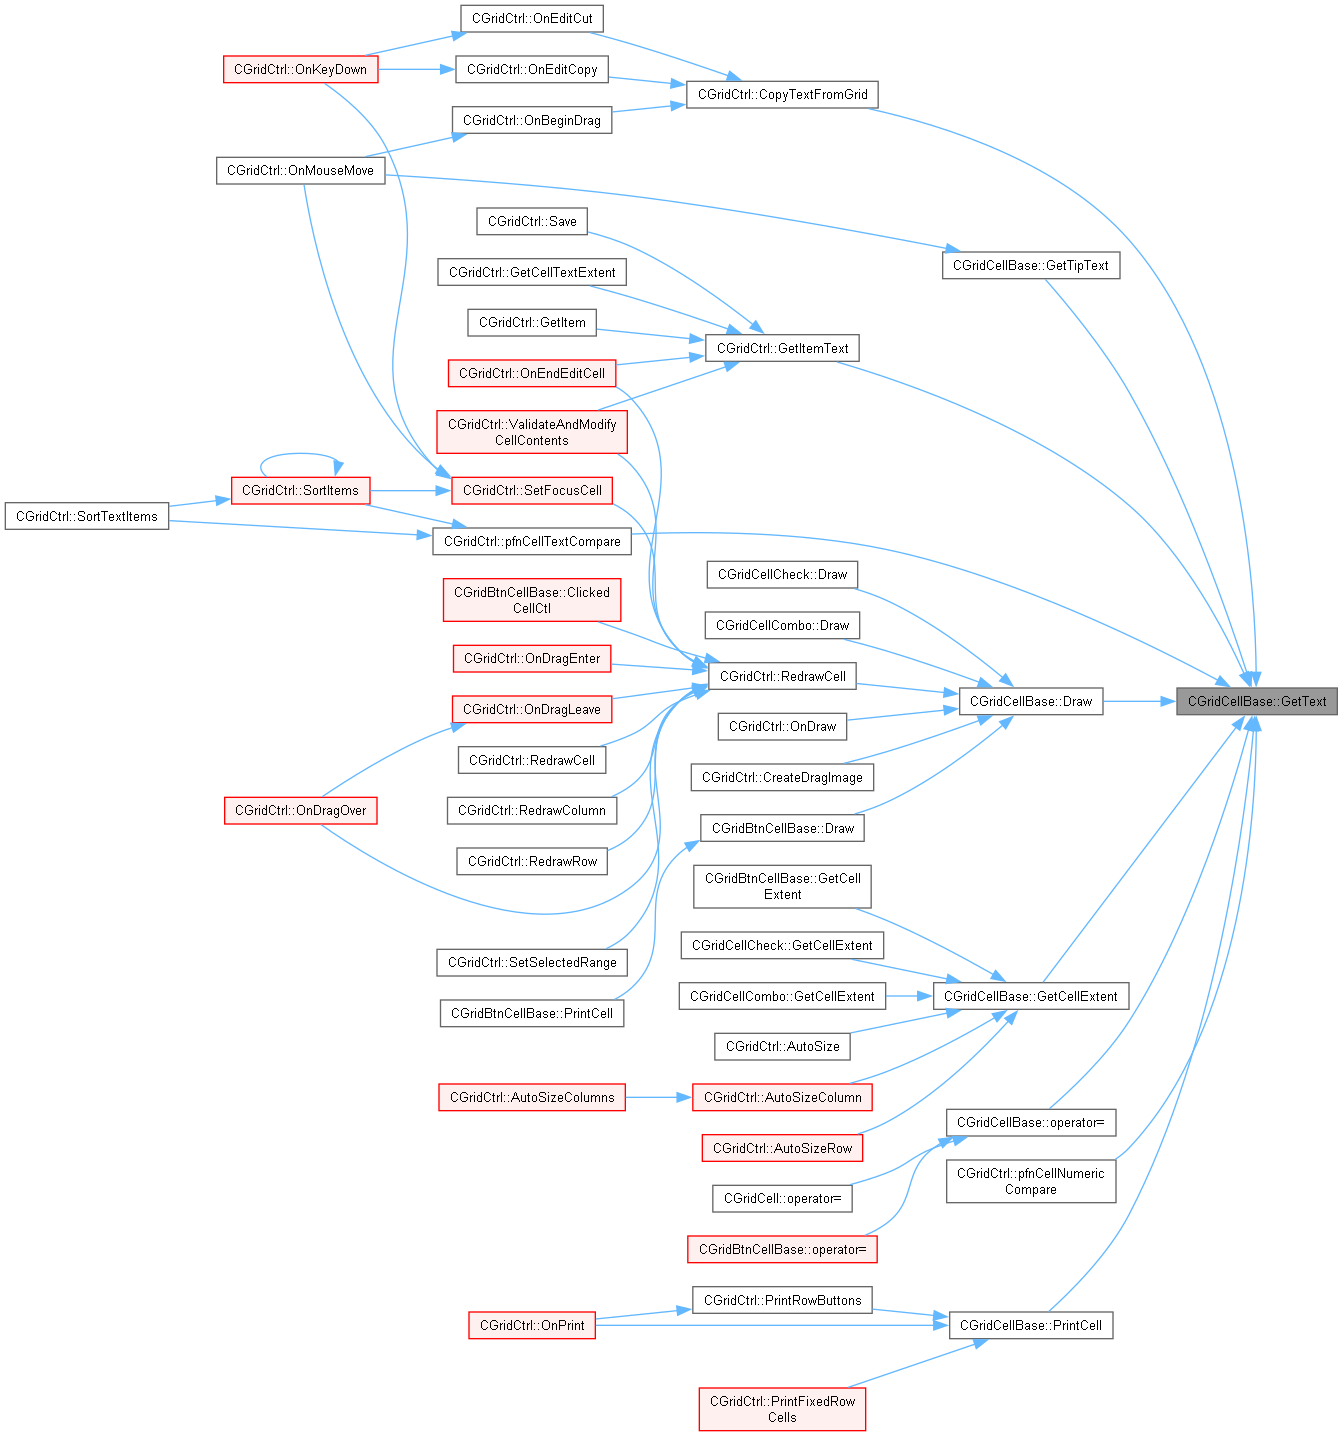 CGridCtrl::OnEditCut
CGridCtrl::OnKeyDown
CGridCtrl::OnEditCopy
CGridCtrl::CopyTextFromGrid
CGridCtrl::OnBeginDrag
CGridCtrl::OnMouseMove
CGridCtrl::Save
CGridCellBase::GetTipText
CGridCtrl::GetCellTextExtent
CGridCtrl::GetItem
CGridCtrl::GetItemText
CGridCtrl::OnEndEditCell
CGridCtrl::ValidateAndModify
CellContents
CGridCtrl::SortItems
CGridCtrl::SetFocusCell
CGridCtrl::SortTextItems
CGridCtrl::pfnCellTextCompare
CGridCellCheck::Draw
CGridBtnCellBase::Clicked
CellCtl
CGridCellCombo::Draw
CGridCtrl::OnDragEnter
CGridCtrl::RedrawCell
CGridCellBase::Draw
CGridCellBase::GetText
CGridCtrl::OnDragLeave
CGridCtrl::OnDraw
CGridCtrl::RedrawCell
CGridCtrl::CreateDragImage
CGridCtrl::OnDragOver
CGridCtrl::RedrawColumn
CGridBtnCellBase::Draw
CGridCtrl::RedrawRow
CGridBtnCellBase::GetCell
Extent
CGridCellCheck::GetCellExtent
CGridCtrl::SetSelectedRange
CGridCellCombo::GetCellExtent
CGridCellBase::GetCellExtent
CGridBtnCellBase::PrintCell
CGridCtrl::AutoSize
CGridCtrl::AutoSizeColumns
CGridCtrl::AutoSizeColumn
CGridCellBase::operator=
CGridCtrl::AutoSizeRow
CGridCtrl::pfnCellNumeric
Compare
CGridCell::operator=
CGridBtnCellBase::operator=
CGridCtrl::PrintRowButtons
CGridCtrl::OnPrint
CGridCellBase::PrintCell
CGridCtrl::PrintFixedRow
Cells